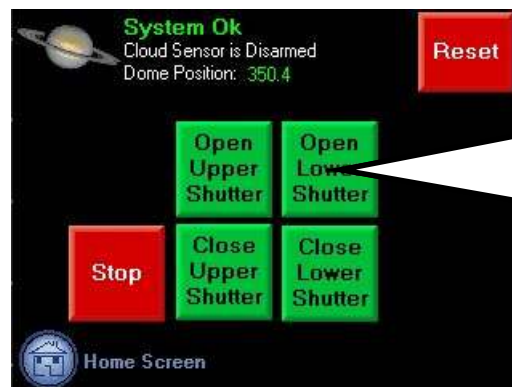 System Ok
Cloud Sensor is Disarmed
Dome Position: 350.4
Reset
Open
Upper
Shutter
Open
Lower
Shutter
Stop
Close
Upper
Shutter
Close
Lower
Shutter
Home Screen